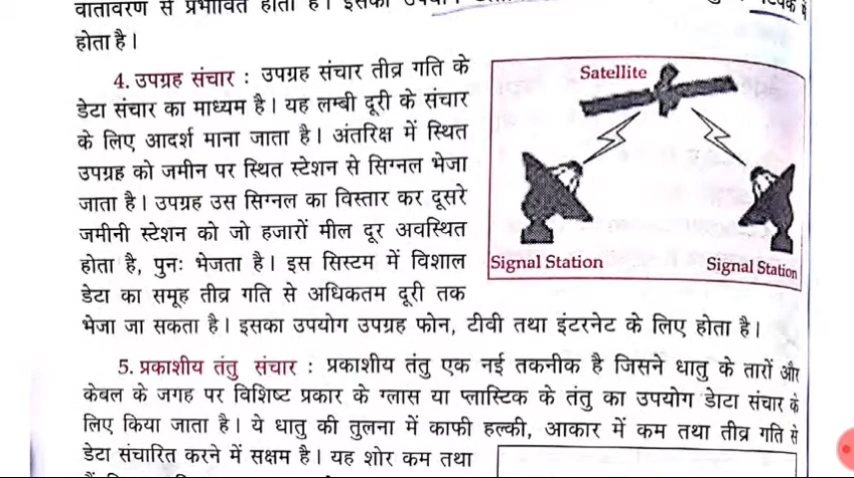 वातावरण से प्रभावित होता है। इसका
होता है।
4. उपग्रह संचार : उपग्रह संचार तीव्र गति के
डेटा संचार का माध्यम है। यह लम्बी दूरी के संचार
के लिए आदर्श माना जाता है। अंतरिक्ष में स्थित
उपग्रह को जमीन पर स्थित स्टेशन से सिग्नल भेजा
जाता है। उपग्रह उस सिग्नल का विस्तार कर दूसरे
जमीनी स्टेशन को जो हजारों मील दूर अवस्थित
होता है, पुनः भेजता है। इस सिस्टम में विशाल
डेटा का समूह तीव्र गति से अधिकतम दूरी तक
भेजा जा सकता है। इसका उपयोग उपग्रह फोन, टीवी तथा इंटरनेट के लिए होता है।
Satellite
Signal Station
Signal Station
5. प्रकाशीय तंतु संचार : प्रकाशीय तंतु एक नई तकनीक है जिसने धातु के तारों और
केबल के जगह पर विशिष्ट प्रकार के ग्लास या प्लास्टिक के तंतु का उपयोग डेाटा संचार के
लिए किया जाता है। ये धातु की तुलना में काफी हल्की, आकार में कम तथा तीव्र गति से
डेटा संचारित करने में सक्षम है। यह शोर कम तथा